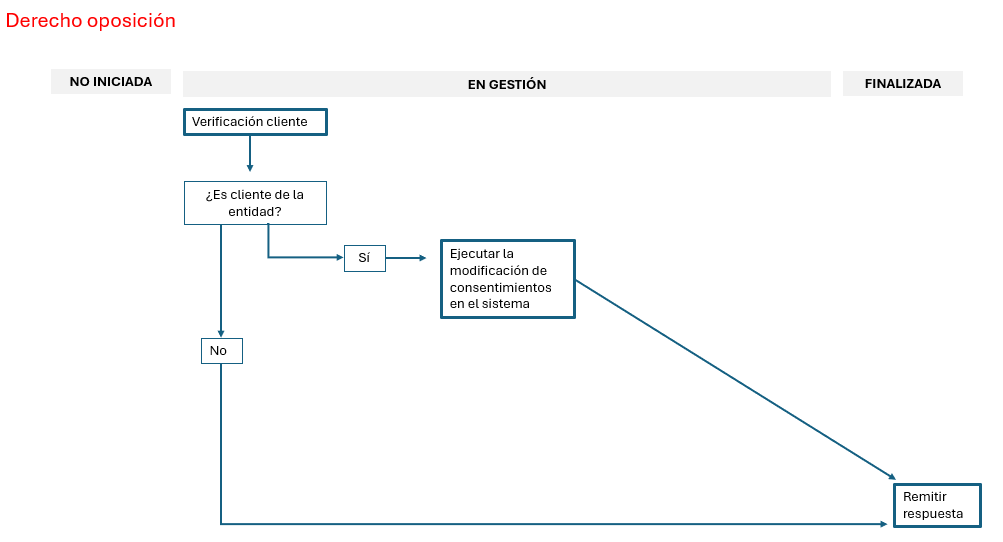 Derecho oposición
NO INICIADA
EN GESTIÓN
FINALIZADA
Verificación cliente
¿Es cliente de la
entidad?
Sí
Ejecutar la
modificación de
consentimientos
en el sistema
No
Remitir
respuesta